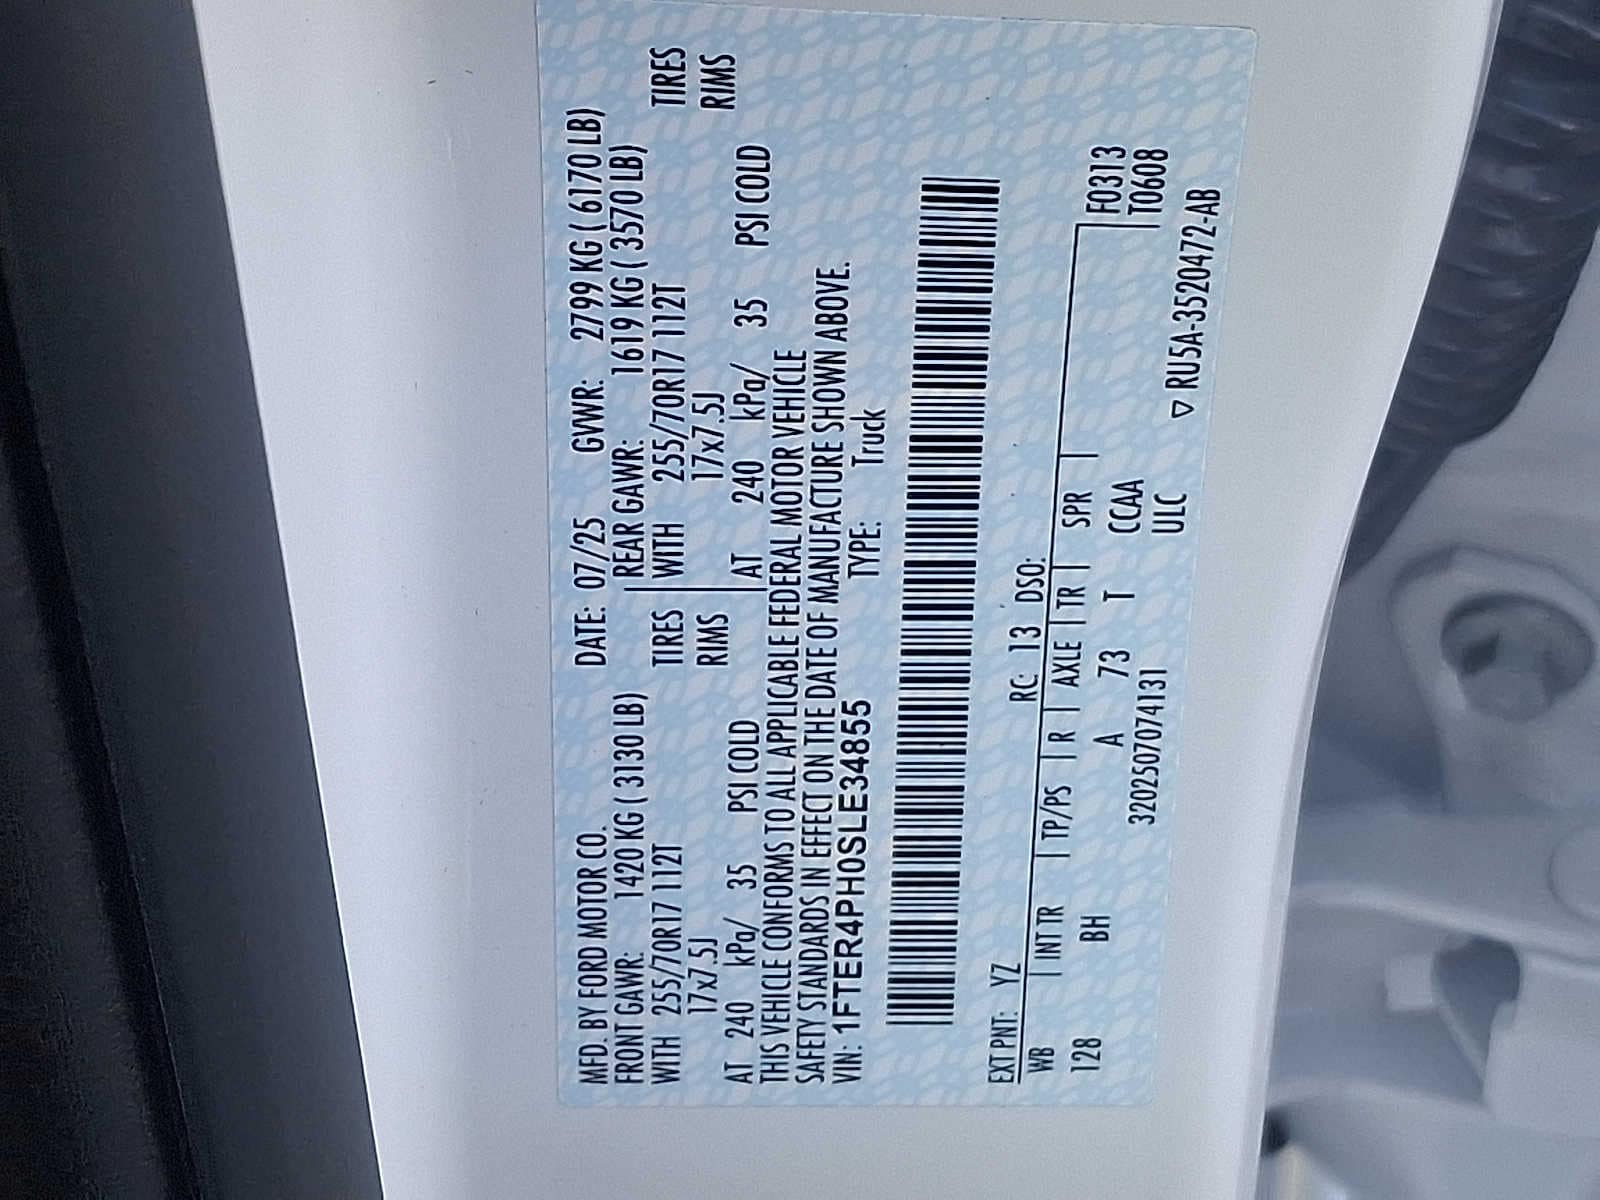 MFD. BY FORD MOTOR CO. DATE: 07/25 GVWR: 2799 KG ( 6170 LB)
FRONT GAWR: 1420 KG ( 3130 LB) REAR GAWR: 1619 KG ( 3570 LB)
WITH 255/70R17 112T TIRES WITH 255/70R17 112T TIRES
17x7.5J RIMS 17x7.5J RIMS
AT 240 kPa/ 35 PSI COLD AT 240 kPa/ 35 PSI COLD
THIS VEHICLE CONFORMS TO ALL APPLICABLE FEDERAL MOTOR VEHICLE
SAFETY STANDARDS IN EFFECT ON THE DATE OF MANUFACTURE SHOWN ABOVE.
VIN: 1FTER4PH0SLE34855 TYPE: Truck
EXT PNT: YZ RC: 13 DSO:
WB | INT TR | TP/PS | R | AXLE | TR | SPR |
128 BH A 73 T CCAA F0313
T0608
3202507074131 ULC
▽ RU5A-3520472-AB